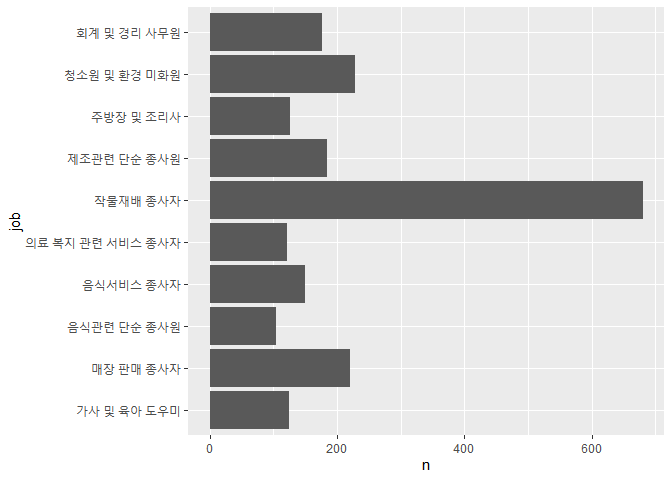 회계 및 경리 사무원
청소원 및 환경 미화원
주방장 및 조리사
제조관련 단순 종사원
작물재배 종사자
의료 복지 관련 서비스 종사자
음식서비스 종사자
음식관련 단순 종사원
매장 판매 종사자
가사 및 육아 도우미
job
0 200 400 600
n